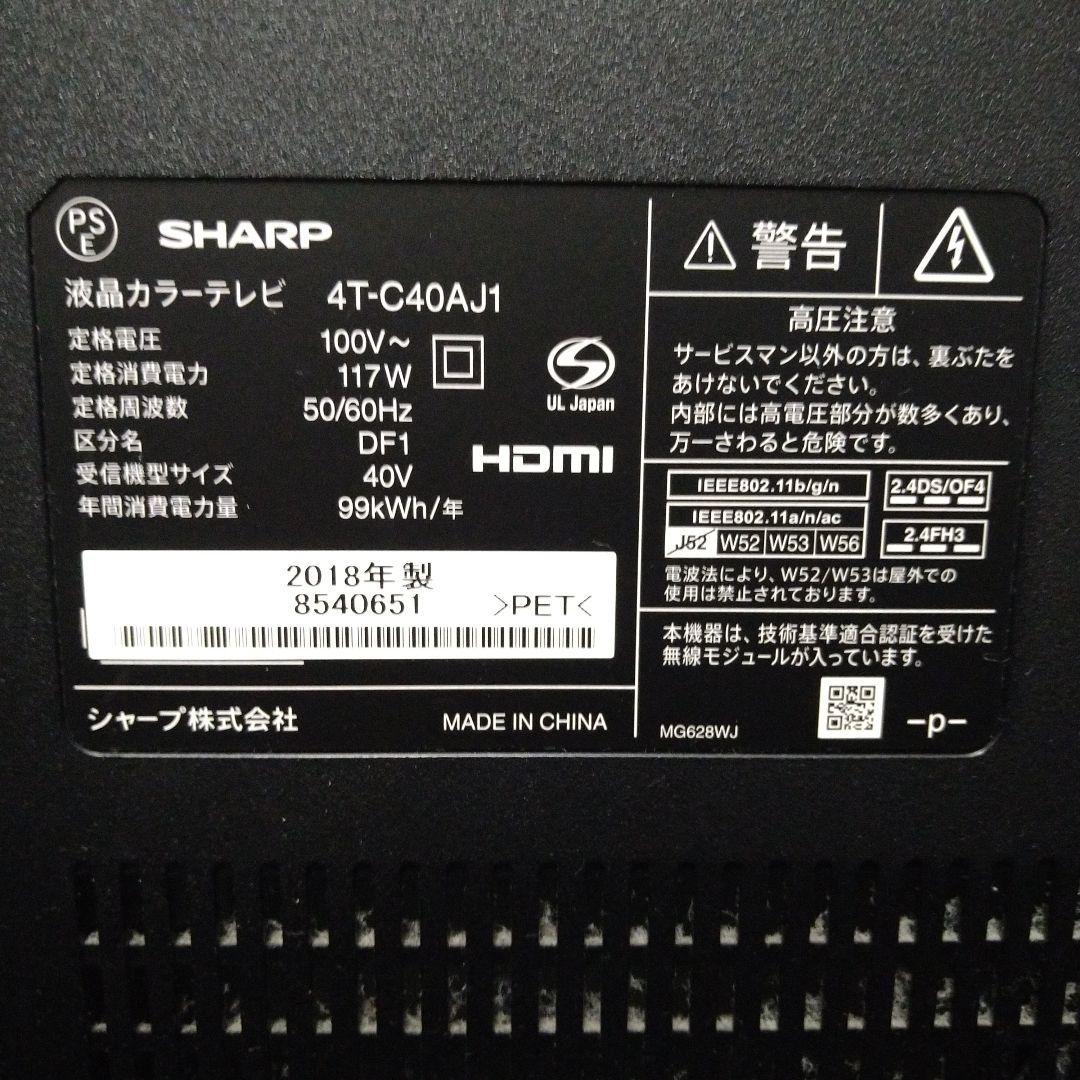 PS
E
SHARP
液晶カラーテレビ 4T-C40AJ1
定格電圧 100V～
定格消費電力 117W
定格周波数 50/60Hz
区分名 DF1
受信機型サイズ 40V
年間消費電力量 99kWh/年
UL Japan
HDMI
2018年 製
8540651 >PET<
シャープ株式会社 MADE IN CHINA
警告
高圧注意
サービスマン以外の方は、裏ぶたを
あけないでください。
内部には高電圧部分が数多くあり、
万一さわると危険です。
IEEE802.11b/g/n
IEEE802.11a/n/ac
J52 W52 W53 W56
2.4DS/OF4
2.4FH3
電波法により、W52/W53は屋外での
使用は禁止されております。
本機器は、技術基準適合認証を受けた
無線モジュールが入っています。
MG628WJ
-p-